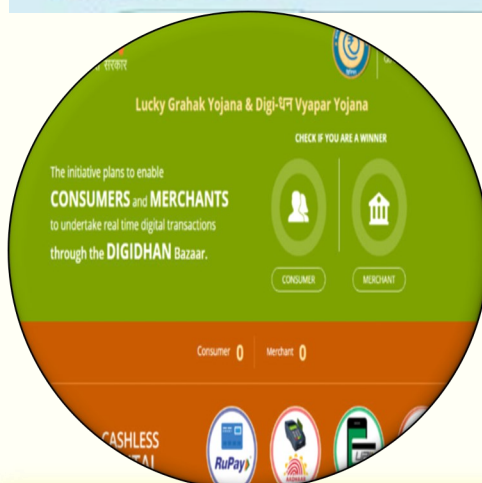 सरकार
Lucky Grahak Yojana & Digi-धन Vyapar Yojana
CHECK IF YOU ARE A WINNER
The initiative plans to enable
CONSUMERS and MERCHANTS
to undertake real time digital transactions
through the DIGIDHAN Bazaar.
CONSUMER
MERCHANT
Consumer 0
Merchant 0
CASHLESS
RuPay
AADHAAR